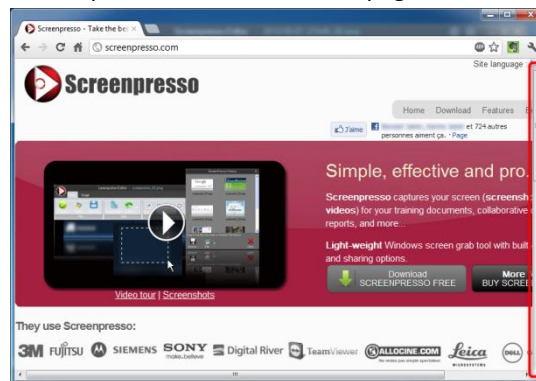 Screenpresso - Take the bes
screenpresso.com
Site language :
Screenpresso
Home Download Features
J'aime
et 724 autres
personnes aiment ça. · Page
Simple, effective and pro.
Screenpresso captures your screen (screensh
videos) for your training documents, collaborative
reports, and more...
Light-weight Windows screen grab tool with built
and sharing options.
Download
SCREENPRESSO FREE
More
BUY SCREE
Video tour | Screenshots
They use Screenpresso:
3M FUJITSU SIEMENS SONY make.believe Digital River TeamViewer ALLOCINE.COM Leica MICROSYSTEMS DELL